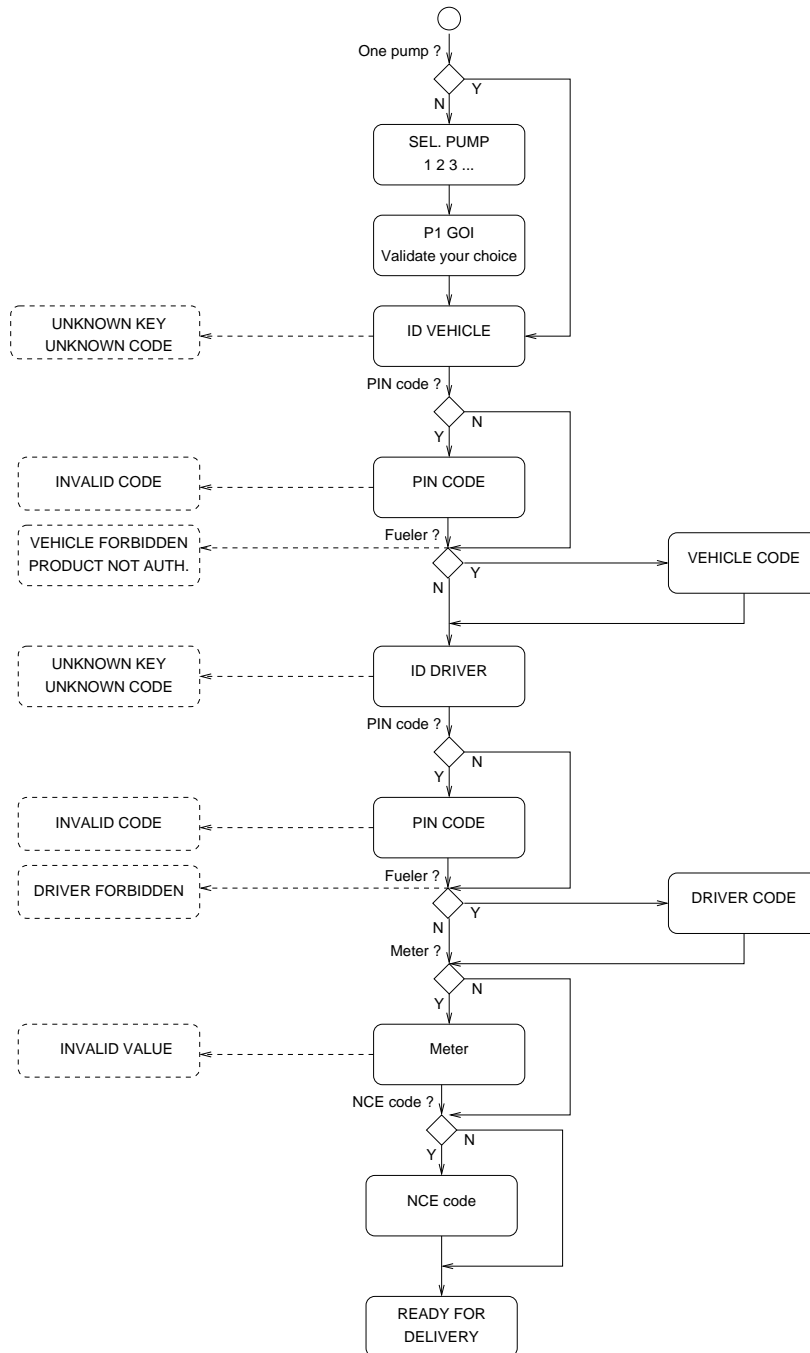 One pump ?
Y
N
SEL. PUMP
1 2 3 ...
P1 GOI
Validate your choice
UNKNOWN KEY
UNKNOWN CODE
ID VEHICLE
PIN code ?
N
Y
INVALID CODE
PIN CODE
Fueler ?
VEHICLE FORBIDDEN
PRODUCT NOT AUTH.
Y
N
VEHICLE CODE
UNKNOWN KEY
UNKNOWN CODE
ID DRIVER
PIN code ?
N
Y
INVALID CODE
PIN CODE
Fueler ?
DRIVER FORBIDDEN
Y
N
DRIVER CODE
Meter ?
N
Y
INVALID VALUE
Meter
NCE code ?
N
Y
NCE code
READY FOR
DELIVERY